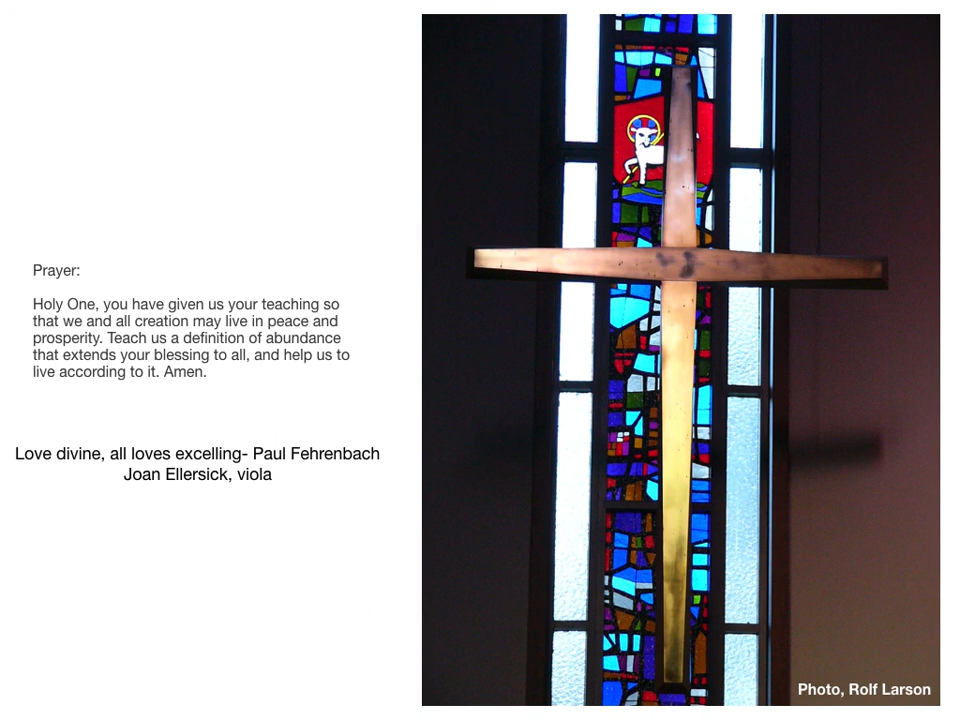 Prayer:
Holy One, you have given us your teaching so
that we and all creation may live in peace and
prosperity. Teach us a definition of abundance
that extends your blessing to all, and help us to
live according to it. Amen.
Love divine, all loves excelling- Paul Fehrenbach
Joan Ellersick, viola
Photo, Rolf Larson